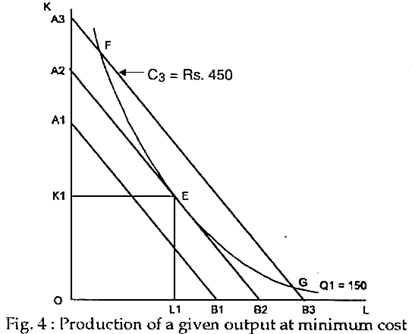 K
A3
F
C3 = Rs. 450
A2
A1
K1
E
G
Q1 = 150
O
L1
B1
B2
B3
L
Fig. 4 : Production of a given output at minimum cost